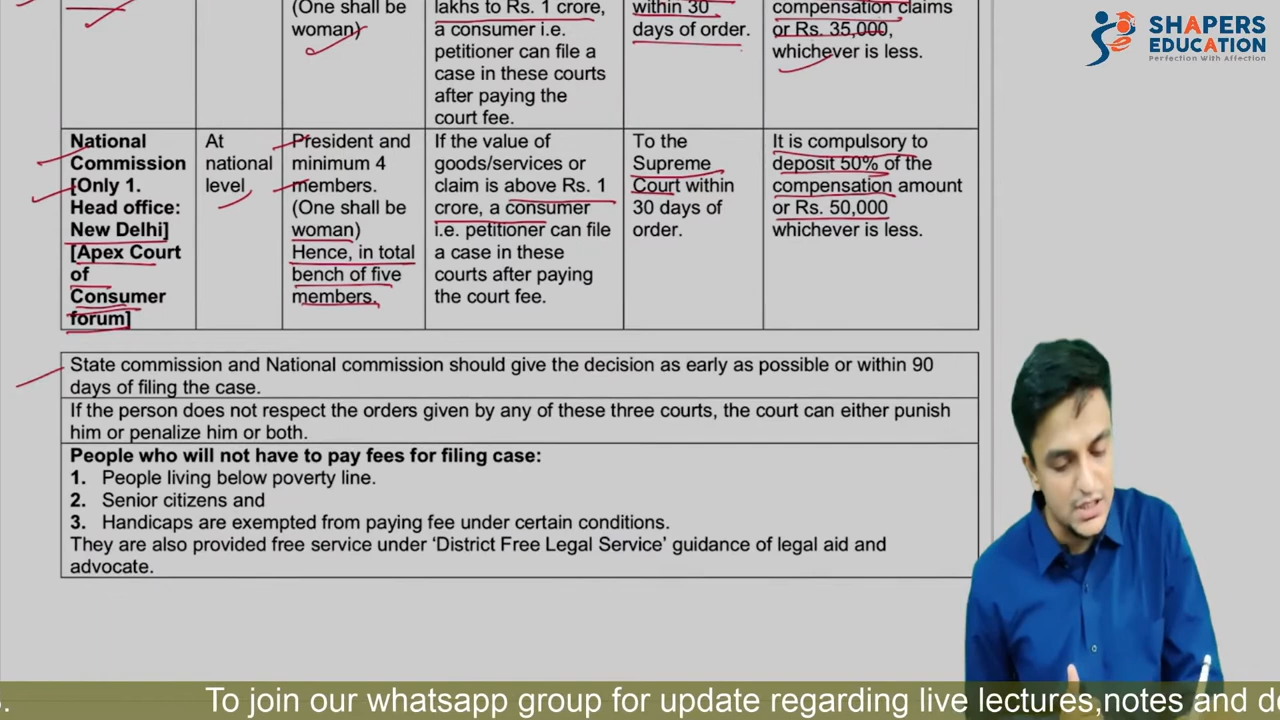 SHAPERS
EDUCATION
Perfection With Affection
(One shall be
woman)
lakhs to Rs. 1 crore,
a consumer i.e.
petitioner can file a
case in these courts
after paying the
court fee.
within 30
days of order.
compensation claims
or Rs. 35,000,
whichever is less.
National
Commission
[Only 1.
Head office:
New Delhi]
[Apex Court
of
Consumer
forum]
At
national
level
President and
minimum 4
members.
(One shall be
woman)
Hence, in total
bench of five
members.
If the value of
goods/services or
claim is above Rs. 1
crore, a consumer
i.e. petitioner can file
a case in these
courts after paying
the court fee.
To the
Supreme
Court within
30 days of
order.
It is compulsory to
deposit 50% of the
compensation amount
or Rs. 50,000
whichever is less.
State commission and National commission should give the decision as early as possible or within 90
days of filing the case.
If the person does not respect the orders given by any of these three courts, the court can either punish
him or penalize him or both.
People who will not have to pay fees for filing case:
1. People living below poverty line.
2. Senior citizens and
3. Handicaps are exempted from paying fee under certain conditions.
They are also provided free service under ‘District Free Legal Service’ guidance of legal aid and
advocate.
To join our whatsapp group for update regarding live lectures,notes and